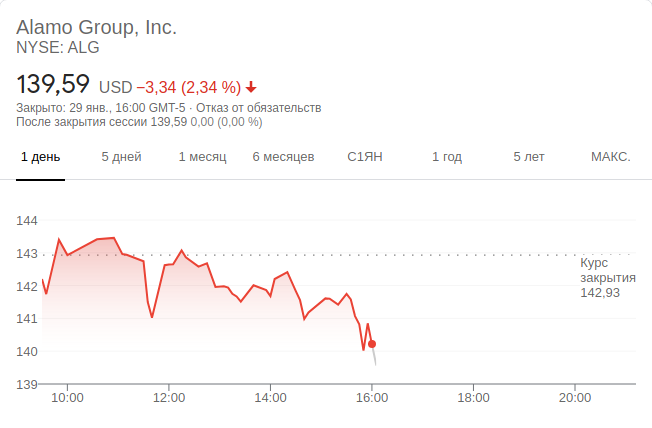 Alamo Group, Inc.
NYSE: ALG
139,59 USD −3,34 (2,34 %)
Закрыто: 29 янв., 16:00 GMT-5 · Отказ от обязательств
После закрытия сессии 139,59 0,00 (0,00 %)
1 день 5 дней 1 месяц 6 месяцев С1ЯН 1 год 5 лет МАКС.
144
143
142
141
140
139
Курс
закрытия
142,93
10:00 12:00 14:00 16:00 18:00 20:00